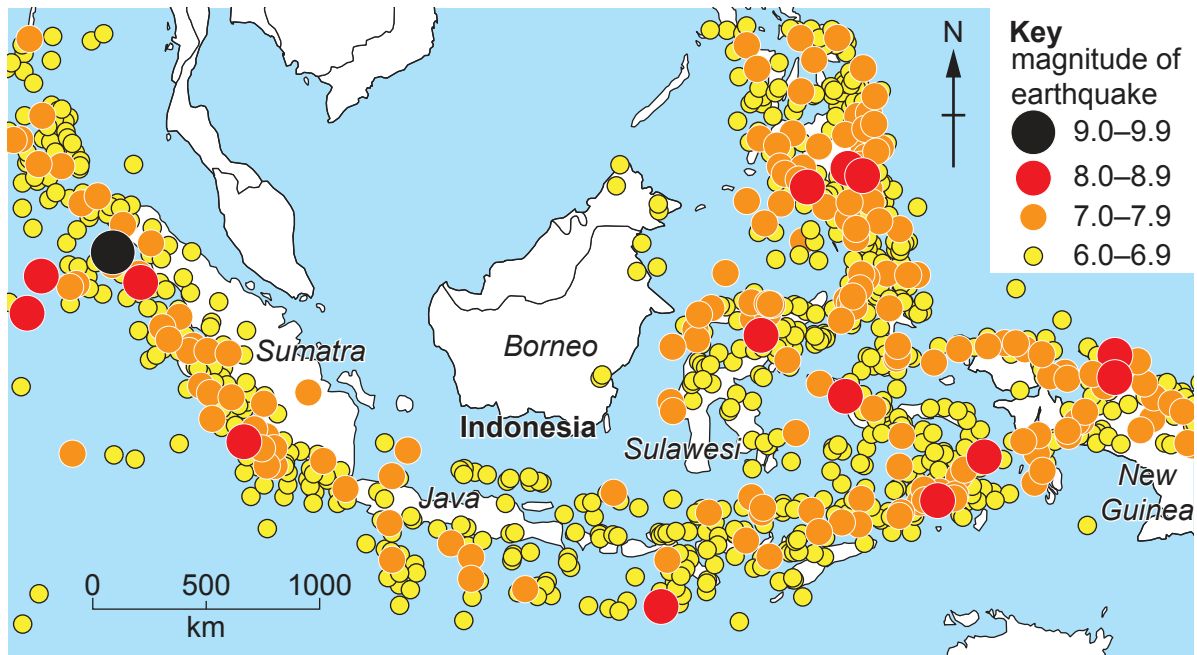 Key
magnitude of
earthquake
9.0–9.9
8.0–8.9
7.0–7.9
6.0–6.9
N
Sumatra
Borneo
Indonesia
Sulawesi
Java
New
Guinea
0 500 1000
km